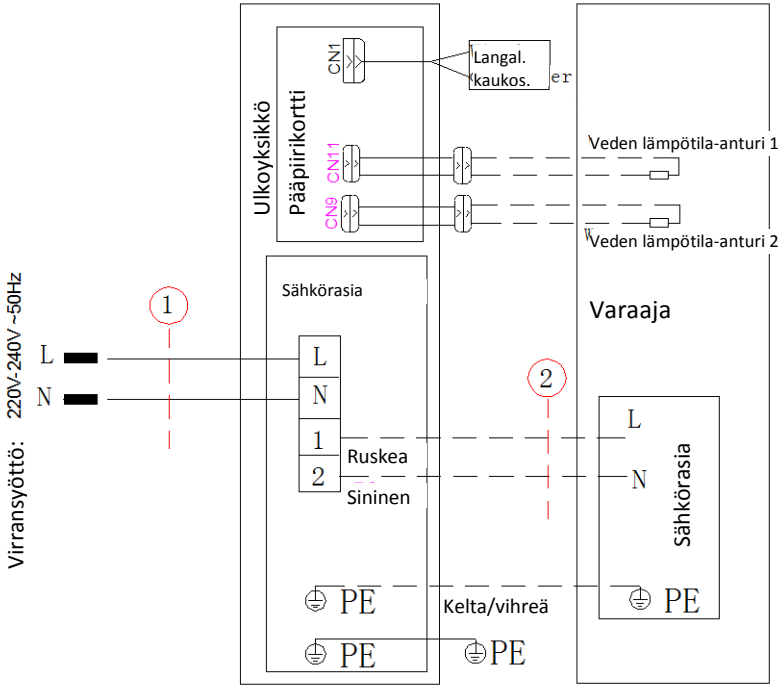 Ulkoyksikkö
Pääpiirikortti
CN1
Langal.
kaukos.
er
CN11
Veden lämpötila-anturi 1
CN9
Veden lämpötila-anturi 2
Varaaja
Sähkörasia
Virransyöttö: 220V-240V ~50Hz
1
L
L
N
N
2
1
Ruskea
L
2
Sininen
N
Sähkörasia
PE
Kelta/vihreä
PE
PE
PE